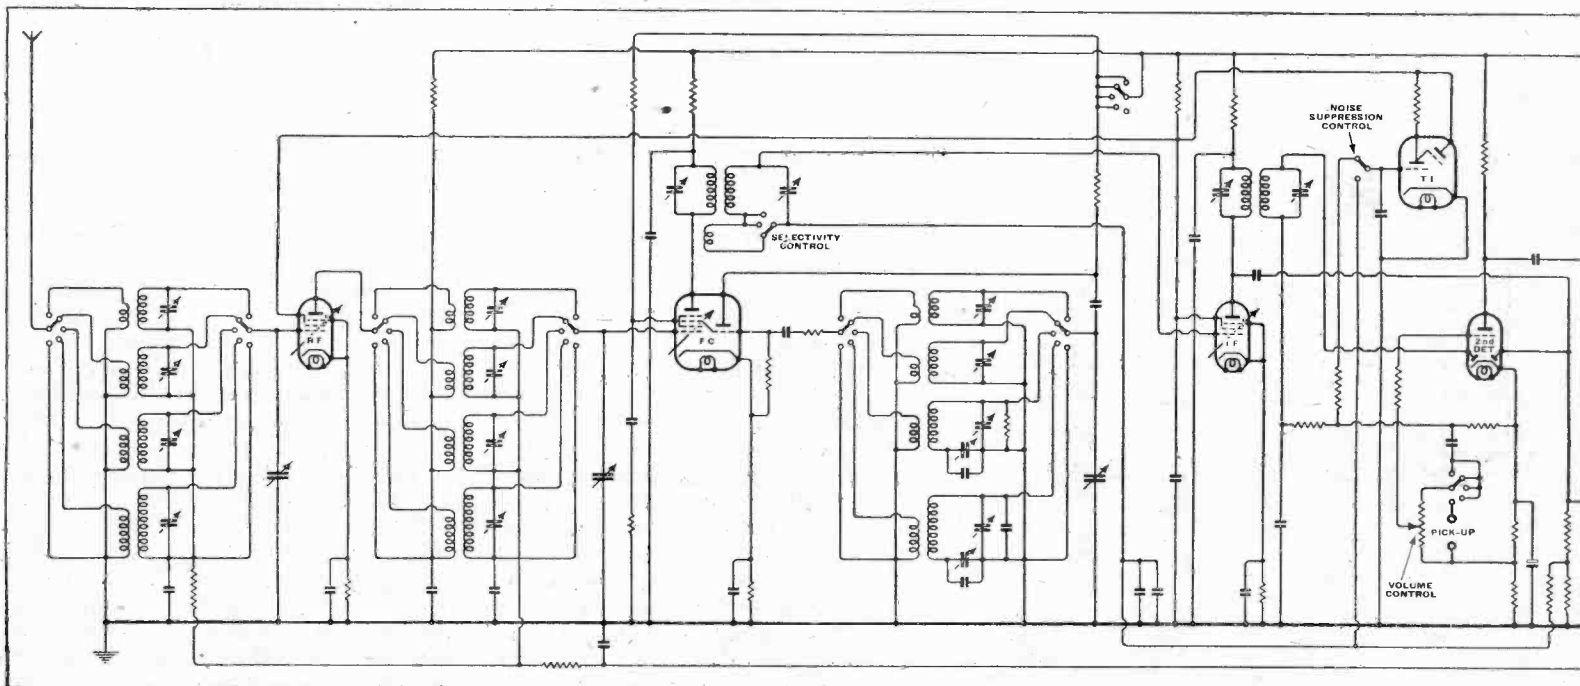 NOISE
SUPPRESSION
CONTROL
TI
SELECTIVITY
CONTROL
RF
FC
IF
2nd
DET
PICK-UP
VOLUME
CONTROL